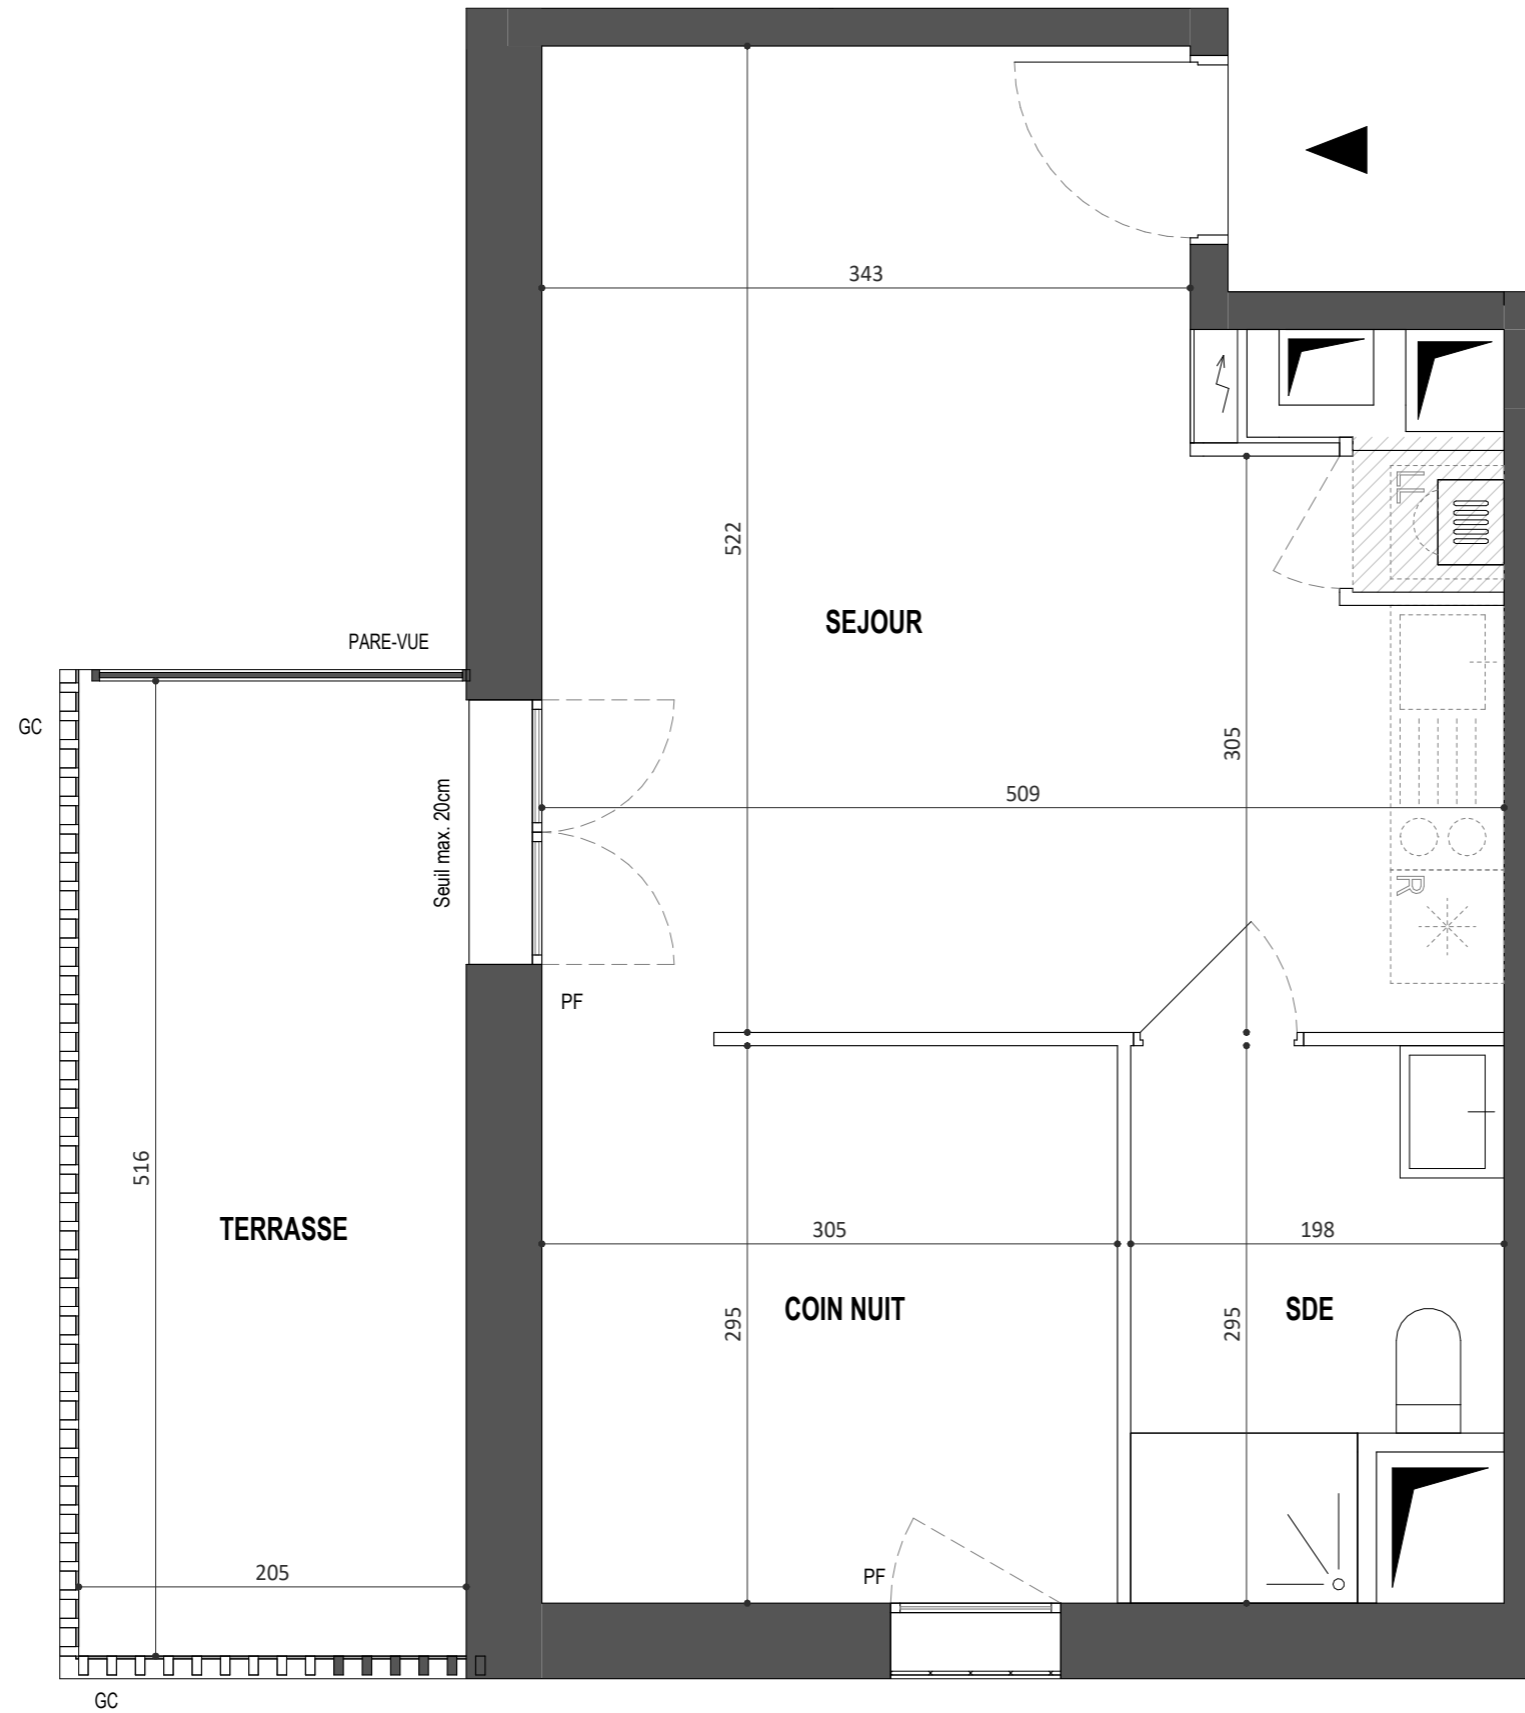 343
LL
522
SEJOUR
PARE-VUE
GC
305
Seuil max. 20cm
509
R
PF
516
TERRASSE
305
198
COIN NUIT
SDE
295
295
205
PF
GC